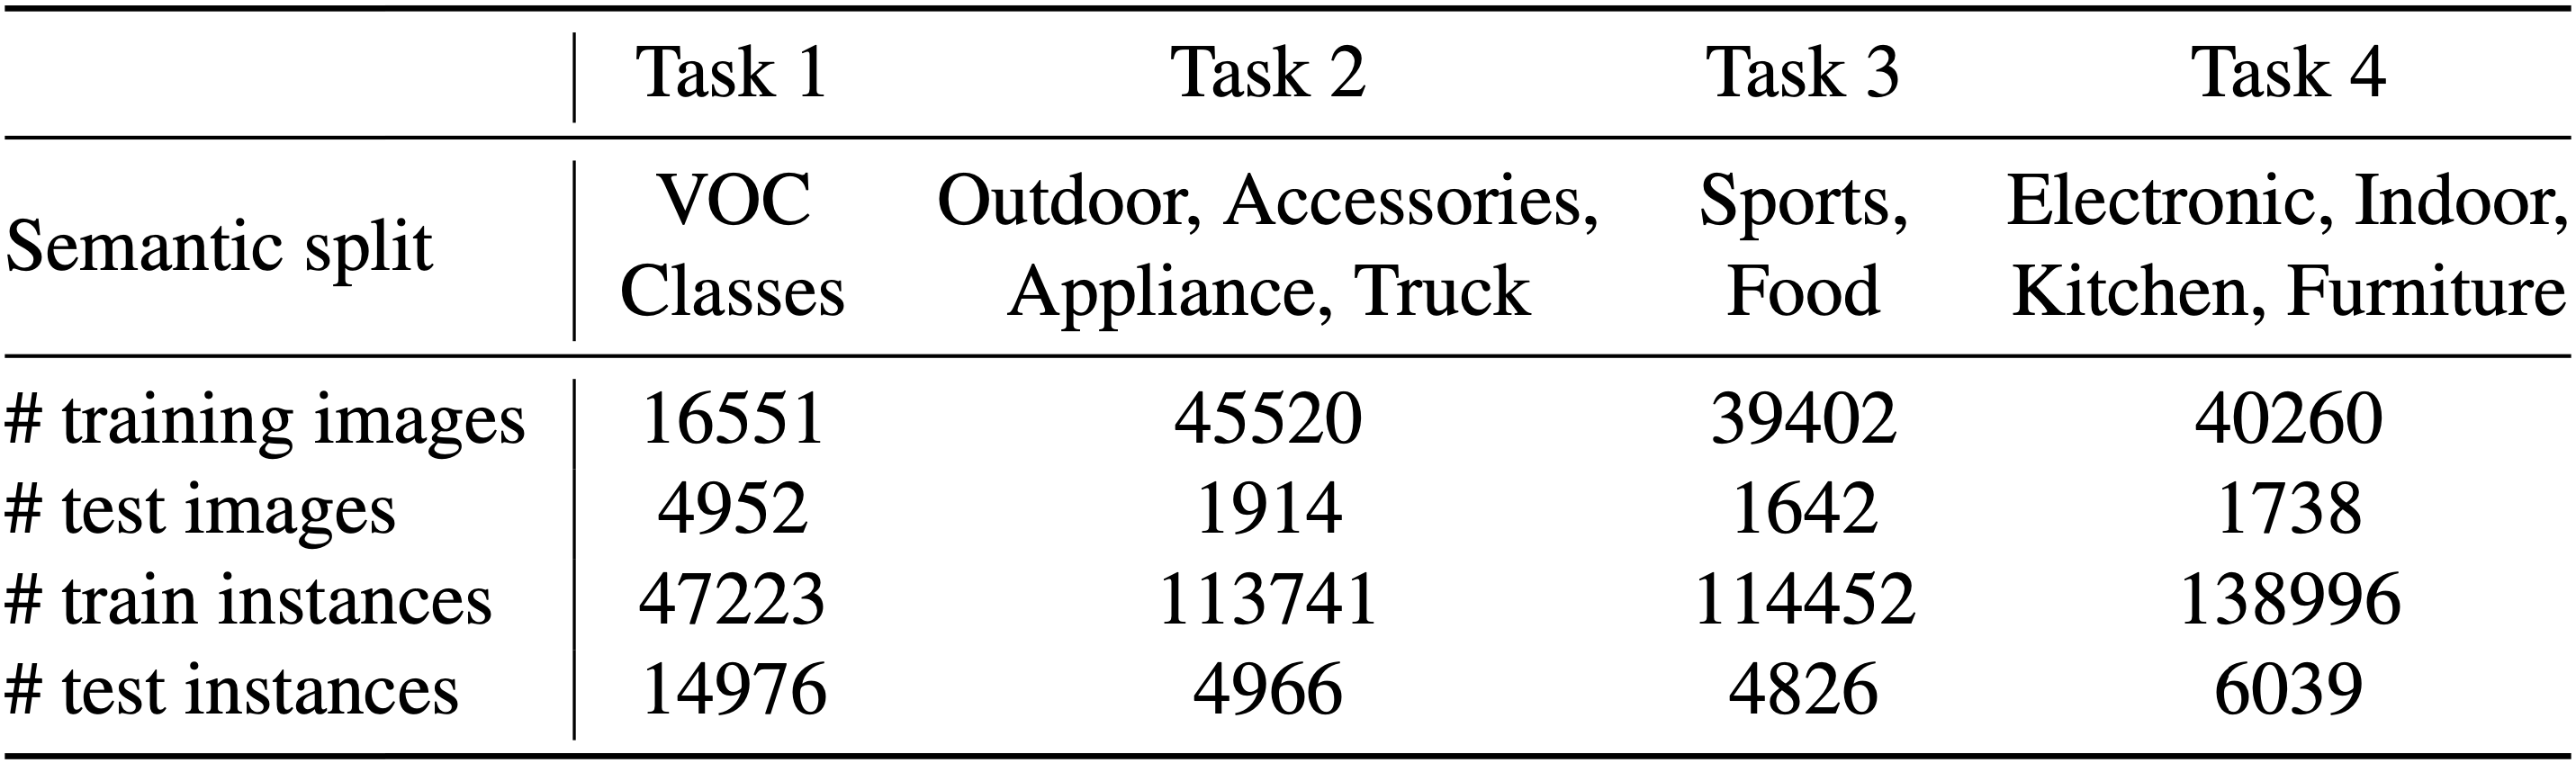 Task 1 Task 2 Task 3 Task 4
Semantic split VOC Classes Outdoor, Accessories, Appliance, Truck Sports, Food Electronic, Indoor, Kitchen, Furniture
# training images 16551 45520 39402 40260
# test images 4952 1914 1642 1738
# train instances 47223 113741 114452 138996
# test instances 14976 4966 4826 6039